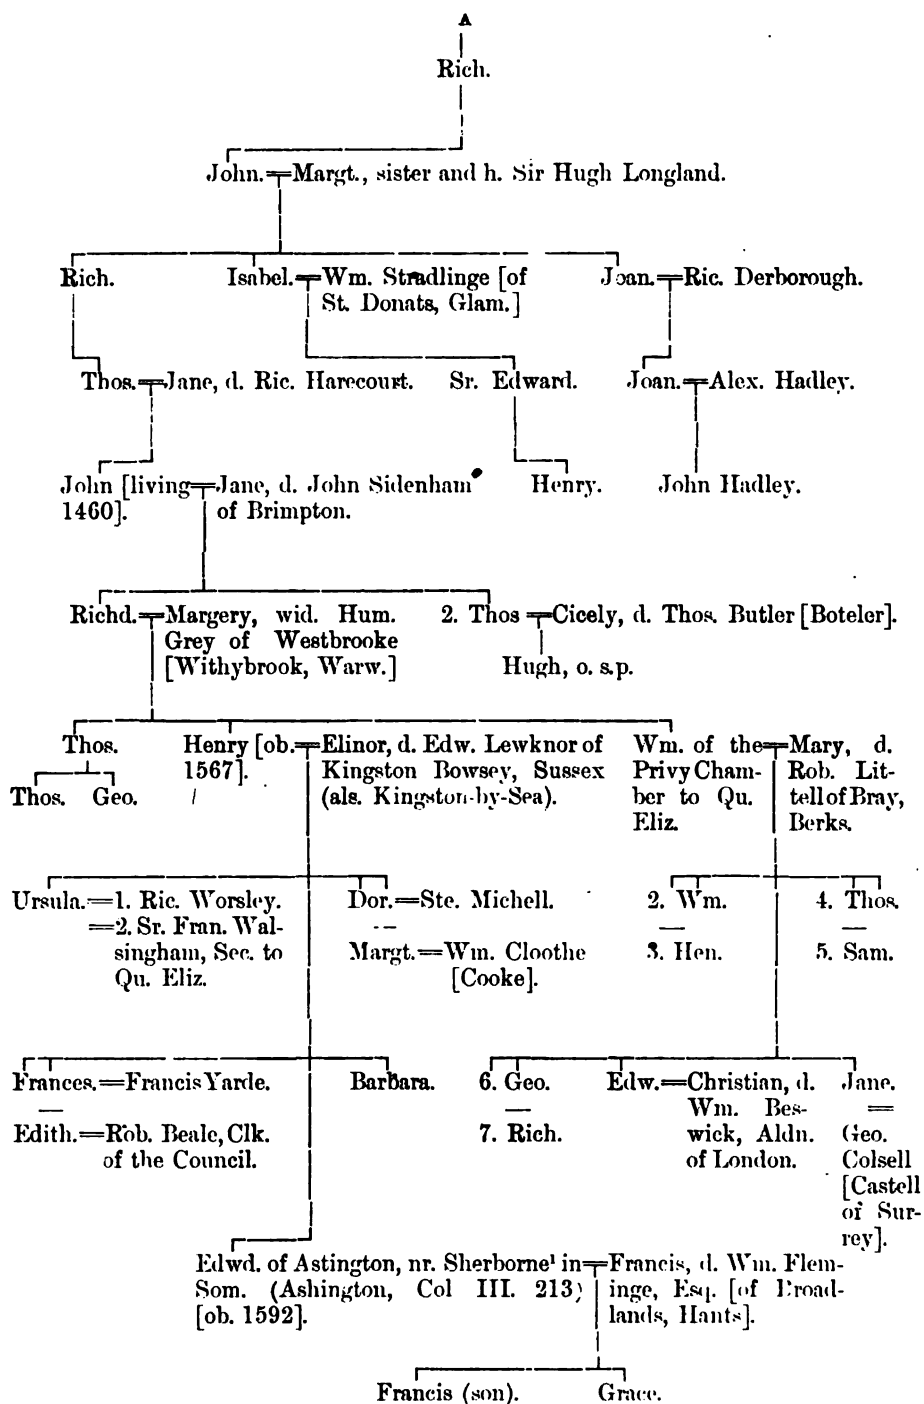 A
Rich.
John.=Margt., sister and h. Sir Hugh Longland.
Rich. Isabel.=Wm. Stradlinge [of Joan.=Ric. Derborough.
St. Donats, Glam.]
Thos.=Jane, d. Ric. Harecourt. Sr. Edward. Joan.=Alex. Hadley.
John [living=Jane, d. John Sidenham Henry. John Hadley.
1460]. of Brimpton.
Richd.=Margery, wid. Hum. 2. Thos=Cicely, d. Thos. Butler [Boteler].
Grey of Westbrooke
[Withybrook, Warw.] Hugh, o. s.p.
Thos. Henry [ob.=Elinor, d. Edw. Lewknor of Wm. of the=Mary, d.
1567]. Kingston Bowsey, Sussex Privy Cham- Rob. Lit-
Thos. Geo. (als. Kingston-by-Sea). ber to Qu. tell of Bray,
Eliz. Berks.
Ursula.=1. Ric. Worsley. Dor.=Ste. Michell. 2. Wm. 4. Thos.
=2. Sr. Fran. Wal-
singham, Sec. to Margt.=Wm. Cloothe 3. Hen. 5. Sam.
Qu. Eliz. [Cooke].
Frances.=Francis Yarde. Barbara. 6. Geo. Edw.=Christian, d. Jane.
Wm. Bes- =
Edith.=Rob. Beale, Clk. 7. Rich. wick, Aldn. Geo.
of the Council. of London. Colsell
[Castell
of Sur-
rey].
Edwd. of Astington, nr. Sherborne¹ in=Francis, d. Wm. Flem-
Som. (Ashington, Col III. 213) inge, Esq. [of Broad-
[ob. 1592]. lands, Hants].
Francis (son). Grace.